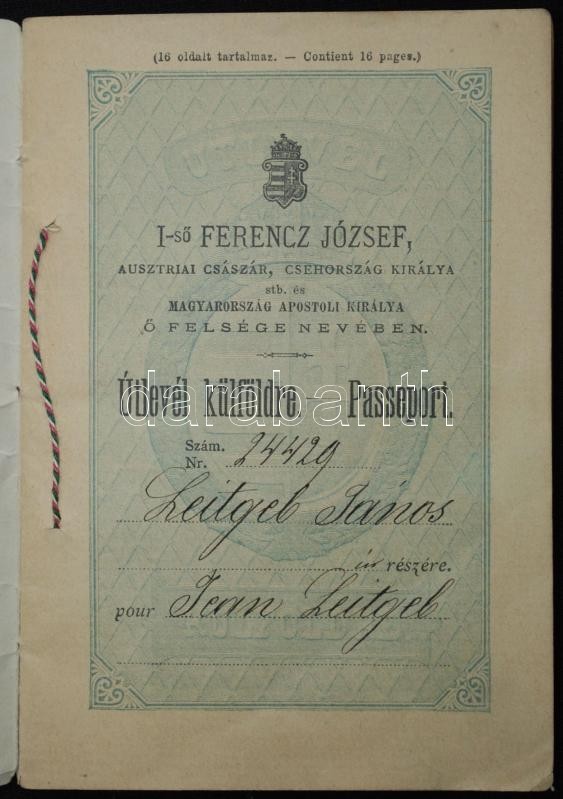 (16 oldalt tartalmaz. — Contient 16 pages.)
I-ső FERENCZ JÓZSEF,
AUSZTRIAI CSÁSZÁR, CSEHORSZÁG KIRÁLYA
stb. és
MAGYARORSZÁG APOSTOLI KIRÁLYA
Ő FELSÉGE NEVÉBEN.
Útlevél külföldre. — Passeport.
darabanth
Szám.
Nr. 24429
Leitgeb János
úr részére.
pour Jean Leitgeb